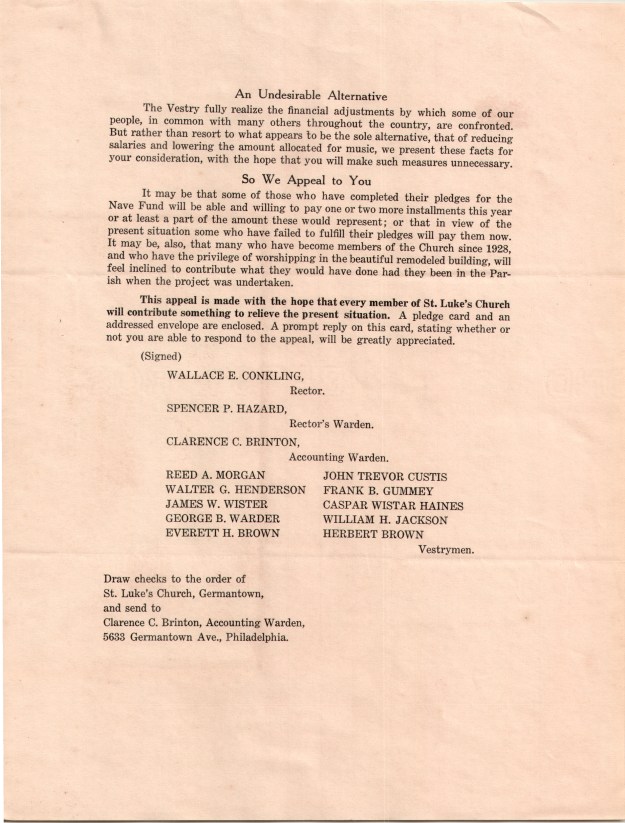 An Undesirable Alternative
The Vestry fully realize the financial adjustments by which some of our
people, in common with many others throughout the country, are confronted.
But rather than resort to what appears to be the sole alternative, that of reducing
salaries and lowering the amount allocated for music, we present these facts for
your consideration, with the hope that you will make such measures unnecessary.
So We Appeal to You
It may be that some of those who have completed their pledges for the
Nave Fund will be able and willing to pay one or two more installments this year
or at least a part of the amount these would represent; or that in view of the
present situation some who have failed to fulfill their pledges will pay them now.
It may be, also, that many who have become members of the Church since 1928,
and who have the privilege of worshipping in the beautiful remodeled building, will
feel inclined to contribute what they would have done had they been in the Par-
ish when the project was undertaken.
This appeal is made with the hope that every member of St. Luke's Church
will contribute something to relieve the present situation. A pledge card and an
addressed envelope are enclosed. A prompt reply on this card, stating whether or
not you are able to respond to the appeal, will be greatly appreciated.
(Signed)
WALLACE E. CONKLING,
Rector.
SPENCER P. HAZARD,
Rector's Warden.
CLARENCE C. BRINTON,
Accounting Warden.
REED A. MORGAN JOHN TREVOR CUSTIS
WALTER G. HENDERSON FRANK B. GUMMEY
JAMES W. WISTER CASPAR WISTAR HAINES
GEORGE B. WARDER WILLIAM H. JACKSON
EVERETT H. BROWN HERBERT BROWN
Vestrymen.
Draw checks to the order of
St. Luke's Church, Germantown,
and send to
Clarence C. Brinton, Accounting Warden,
5633 Germantown Ave., Philadelphia.